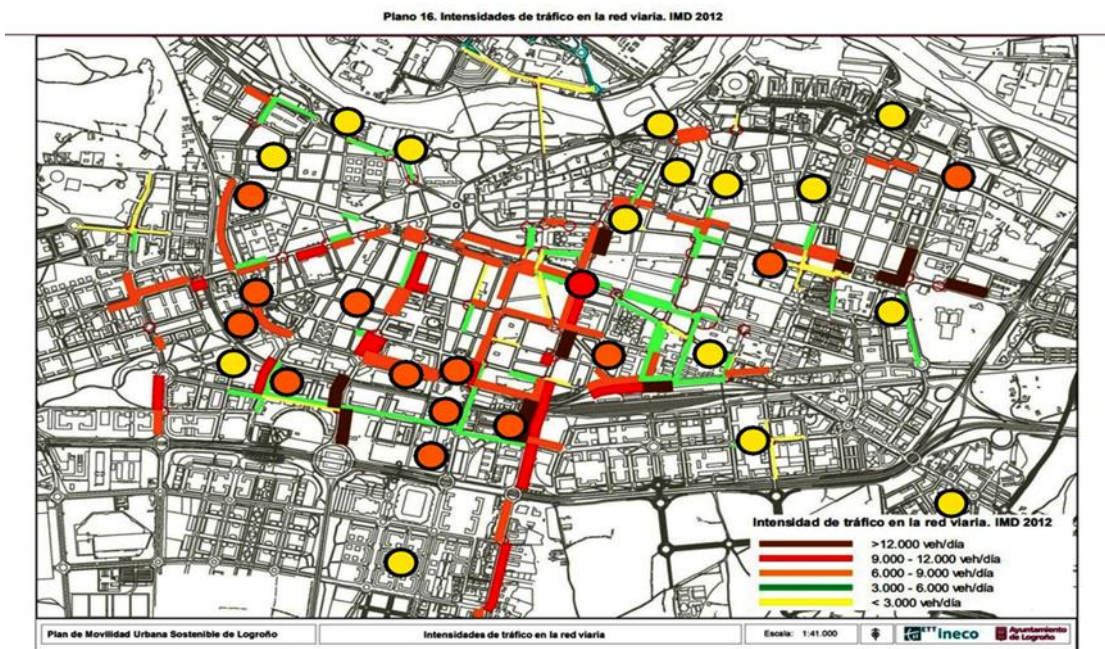 Plano 16. Intensidades de tráfico en la red viaria. IMD 2012
Intensidad de tráfico en la red viaria. IMD 2012
>12.000 veh/día
9.000 - 12.000 veh/día
6.000 - 9.000 veh/día
3.000 - 6.000 veh/día
< 3.000 veh/día
Plan de Movilidad Urbana Sostenible de Logroño
Intensidades de tráfico en la red viaria
Escala: 1:41.000
ETT ineco
Ayuntamiento
de Logroño